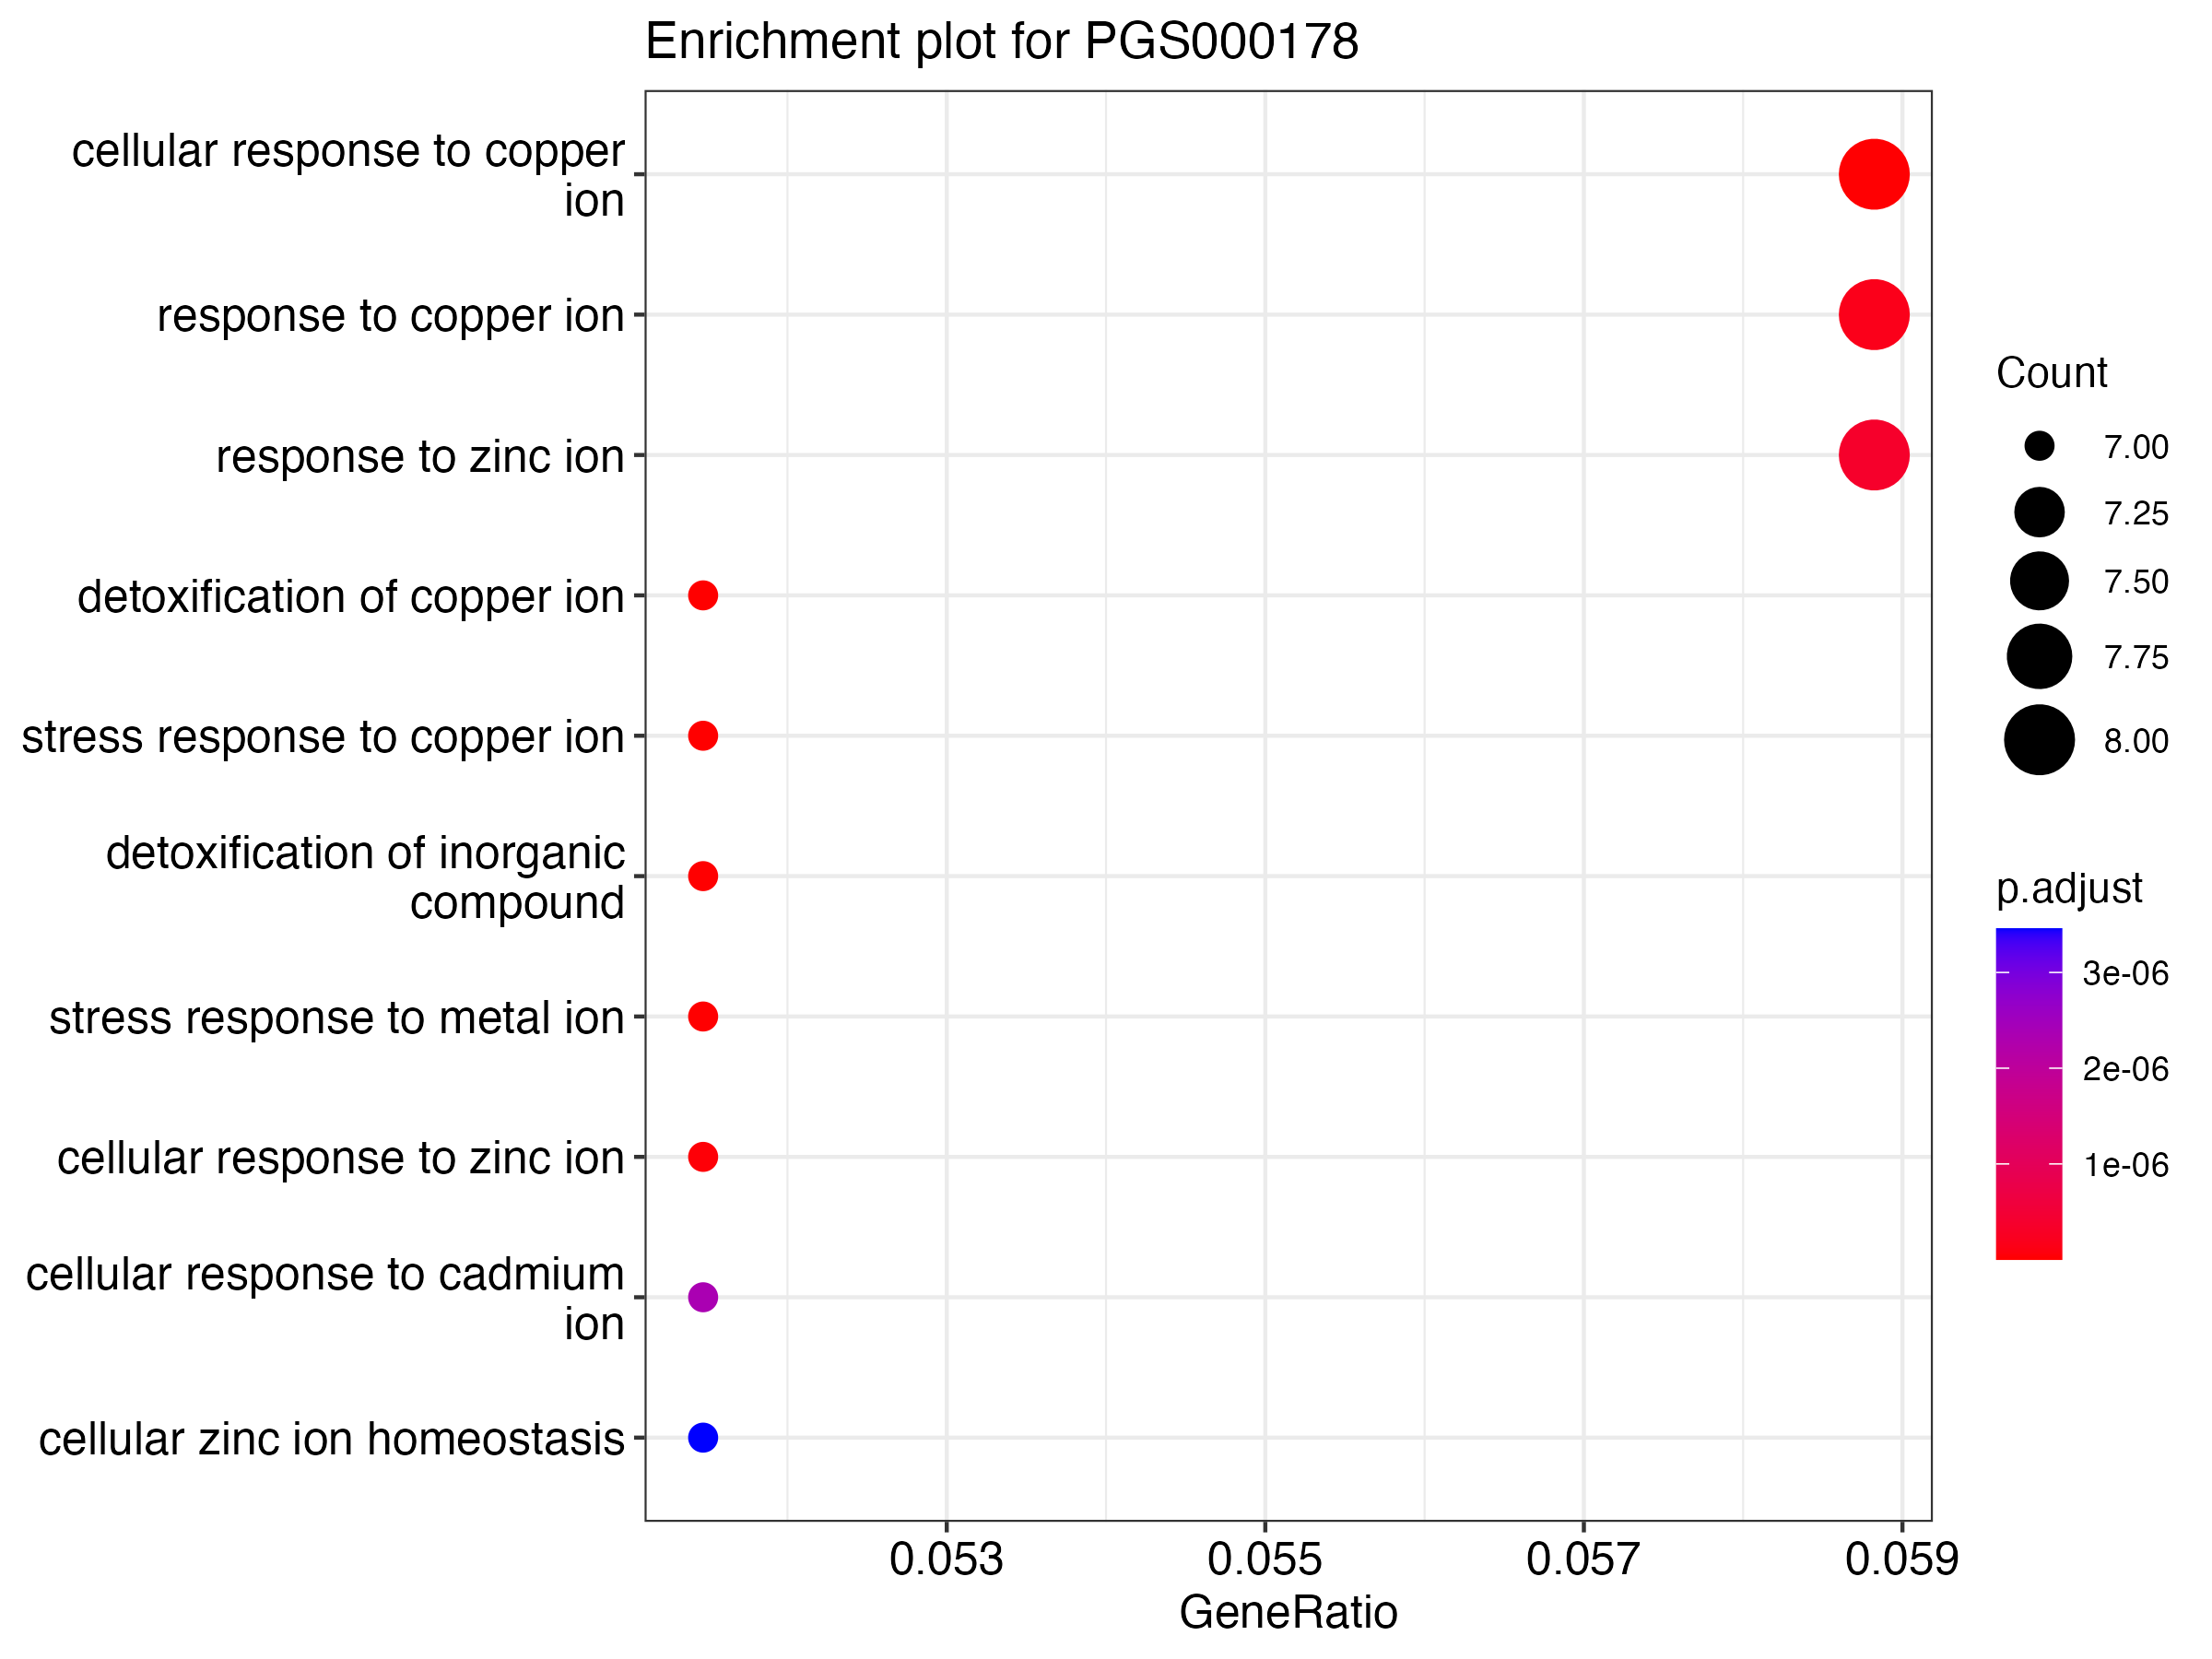 Enrichment plot for PGS000178
cellular response to copper
ion
response to copper ion
response to zinc ion
detoxification of copper ion
stress response to copper ion
detoxification of inorganic
compound
stress response to metal ion
cellular response to zinc ion
cellular response to cadmium
ion
cellular zinc ion homeostasis
0.053 0.055 0.057 0.059
GeneRatio
Count
7.00
7.25
7.50
7.75
8.00
p.adjust
3e-06
2e-06
1e-06